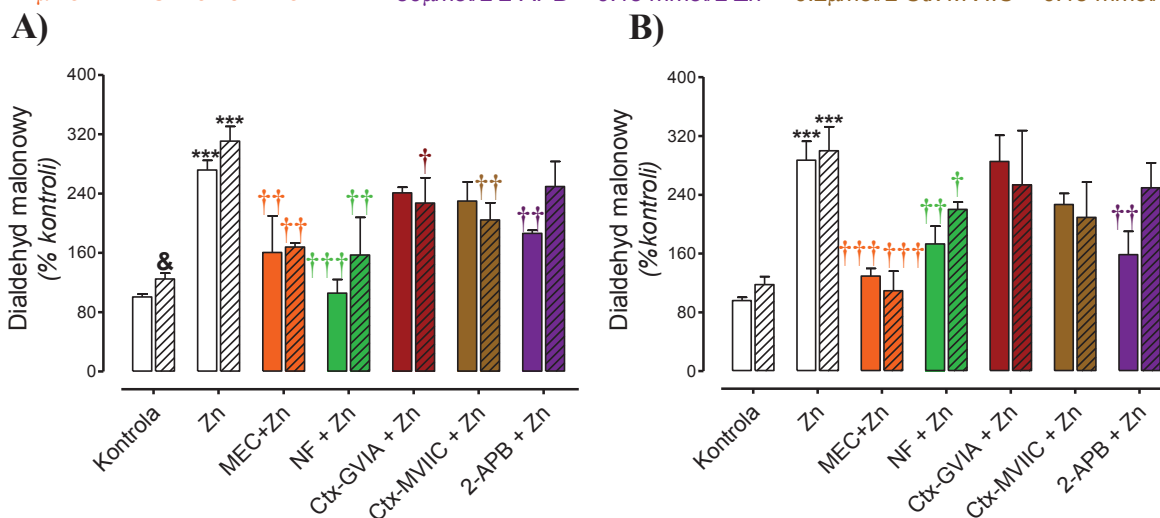 A)
B)
Dialdehyd malonowy
(% kontroli)
400
320
240
160
80
0
&
***
***
††
††
†††
††
†
††
††
Kontrola
Zn
MEC+Zn
NF + Zn
Ctx-GVIA + Zn
Ctx-MVIIC + Zn
2-APB + Zn
Dialdehyd malonowy
(% kontroli)
400
320
240
160
80
0
***
***
†††
†††
††
†
††
Kontrola
Zn
MEC+Zn
NF + Zn
Ctx-GVIA + Zn
Ctx-MVIIC + Zn
2-APB + Zn